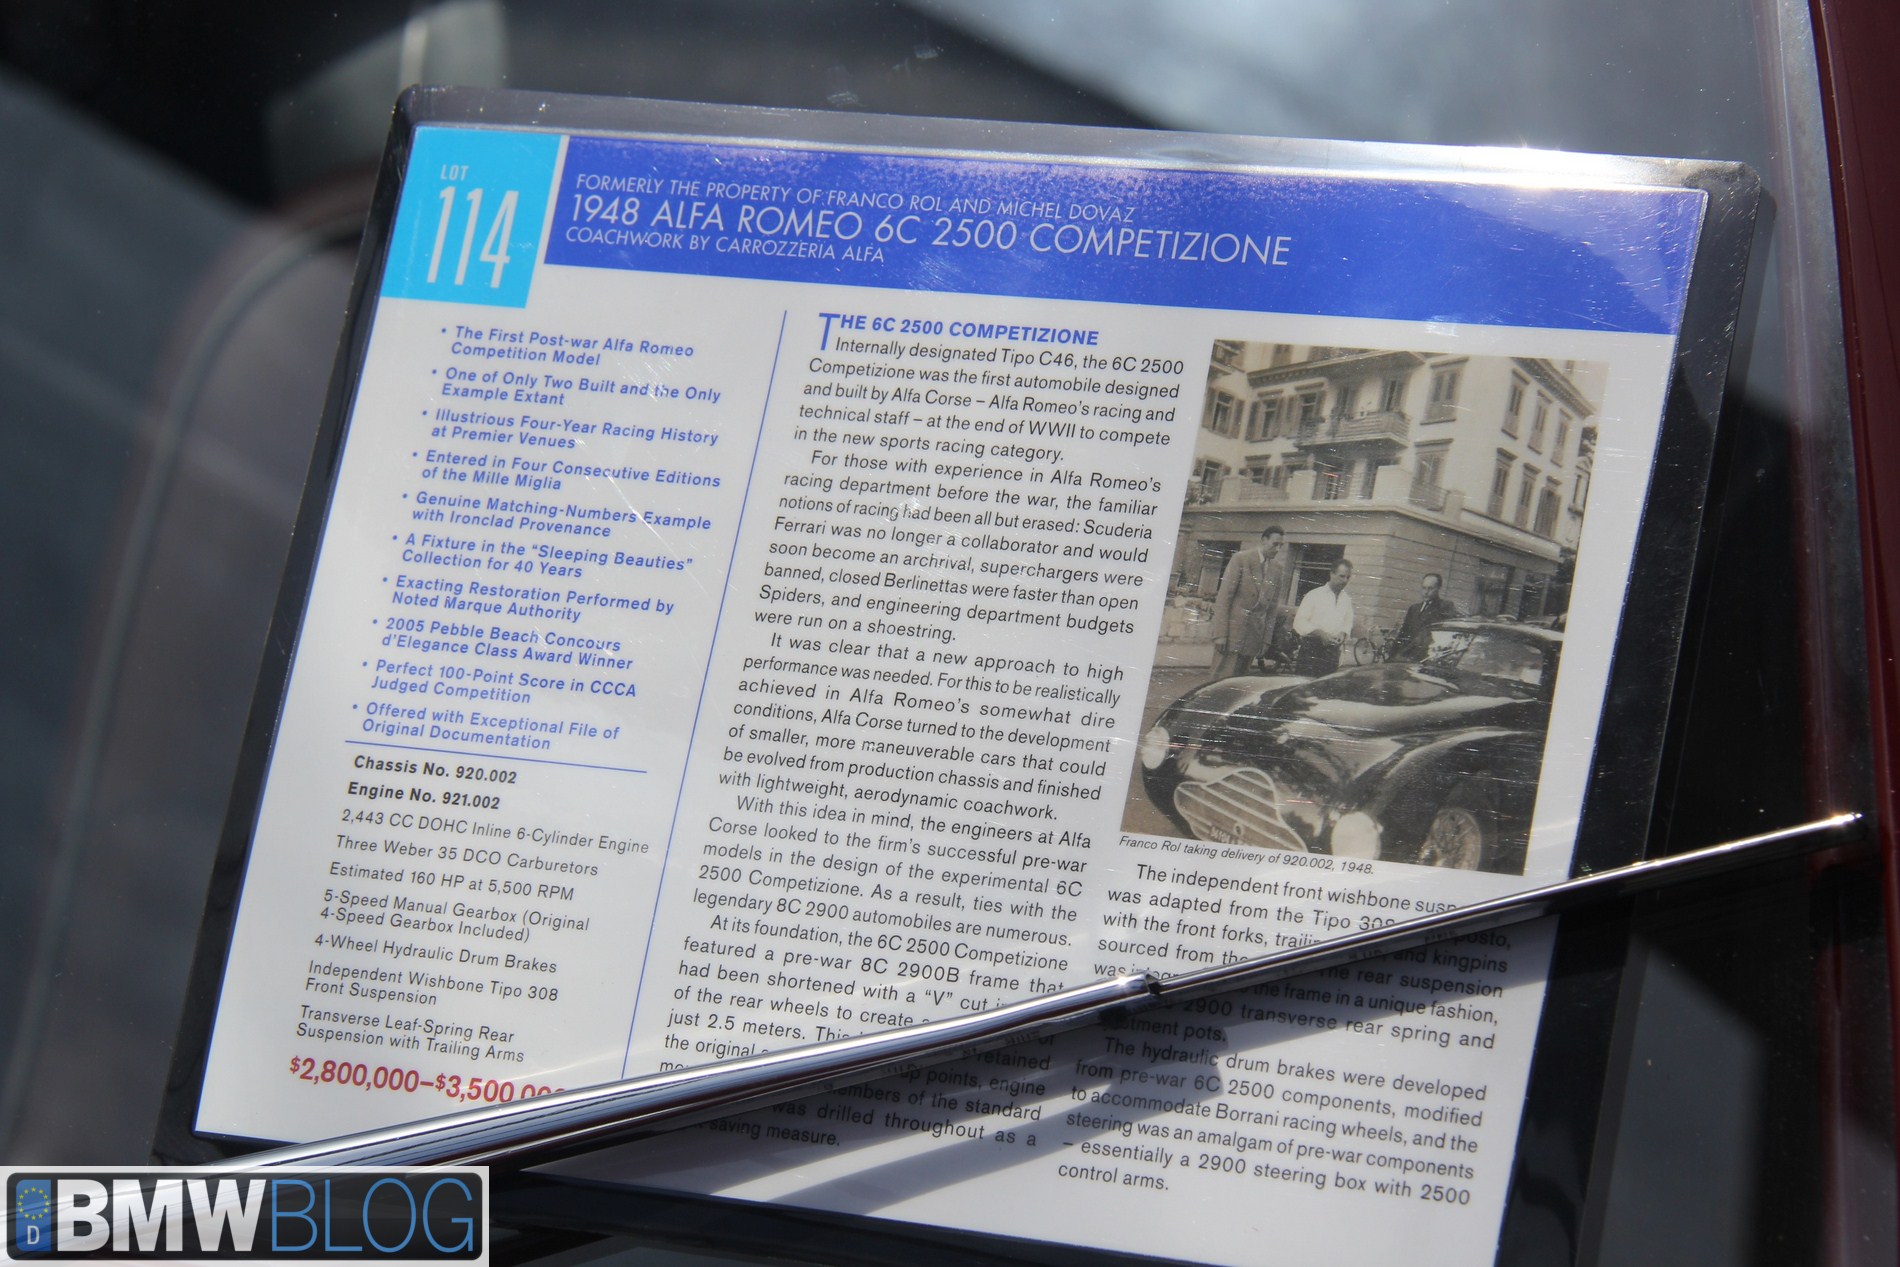 LOT
114
FORMERLY THE PROPERTY OF FRANCO ROL AND MICHEL DOVAZ
1948 ALFA ROMEO 6C 2500 COMPETIZIONE
COACHWORK BY CARROZZERIA ALFA
• The First Post-war Alfa Romeo
Competition Model
• One of Only Two Built and the Only
Example Extant
• Illustrious Four-Year Racing History
at Premier Venues
• Entered in Four Consecutive Editions
of the Mille Miglia
• Genuine Matching-Numbers Example
with Ironclad Provenance
• A Fixture in the “Sleeping Beauties”
Collection for 40 Years
• Exacting Restoration Performed by
Noted Marque Authority
• 2005 Pebble Beach Concours
d’Elegance Class Award Winner
• Perfect 100-Point Score in CCCA
Judged Competition
• Offered with Exceptional File of
Original Documentation
Chassis No. 920.002
Engine No. 921.002
2,443 CC DOHC Inline 6-Cylinder Engine
Three Weber 35 DCO Carburetors
Estimated 160 HP at 5,500 RPM
5-Speed Manual Gearbox (Original
4-Speed Gearbox Included)
4-Wheel Hydraulic Drum Brakes
Independent Wishbone Tipo 308
Front Suspension
Transverse Leaf-Spring Rear
Suspension with Trailing Arms
$2,800,000–$3,500,000
THE 6C 2500 COMPETIZIONE
Internally designated Tipo C46, the 6C 2500
Competizione was the first automobile designed
and built by Alfa Corse – Alfa Romeo’s racing and
technical staff – at the end of WWII to compete
in the new sports racing category.
For those with experience in Alfa Romeo’s
racing department before the war, the familiar
notions of racing had been all but erased: Scuderia
Ferrari was no longer a collaborator and would
soon become an archrival, superchargers were
banned, closed Berlinettas were faster than open
Spiders, and engineering department budgets
were run on a shoestring.
It was clear that a new approach to high
performance was needed. For this to be realistically
achieved in Alfa Romeo’s somewhat dire
conditions, Alfa Corse turned to the development
of smaller, more maneuverable cars that could
be evolved from production chassis and finished
with lightweight, aerodynamic coachwork.
With this idea in mind, the engineers at Alfa
Corse looked to the firm’s successful pre-war
models in the design of the experimental 6C
2500 Competizione. As a result, ties with the
legendary 8C 2900 automobiles are numerous.
At its foundation, the 6C 2500 Competizione
featured a pre-war 8C 2900B frame that
had been shortened with a “V” cut
of the rear wheels to create
just 2.5 meters. This
the original retained
points, engine
of the standard
was drilled throughout as a
saving measure.
Franco Rol taking delivery of 920.002, 1948.
The independent front wishbone
was adapted from the Tipo 308
with the front forks, and kingpins
sourced from the The rear suspension
was the frame in a unique fashion,
2900 transverse rear spring and
pots.
The hydraulic drum brakes were developed
from pre-war 6C 2500 components, modified
to accommodate Borrani racing wheels, and the
steering was an amalgam of pre-war components
– essentially a 2900 steering box with 2500
control arms.
D
BMWBLOG